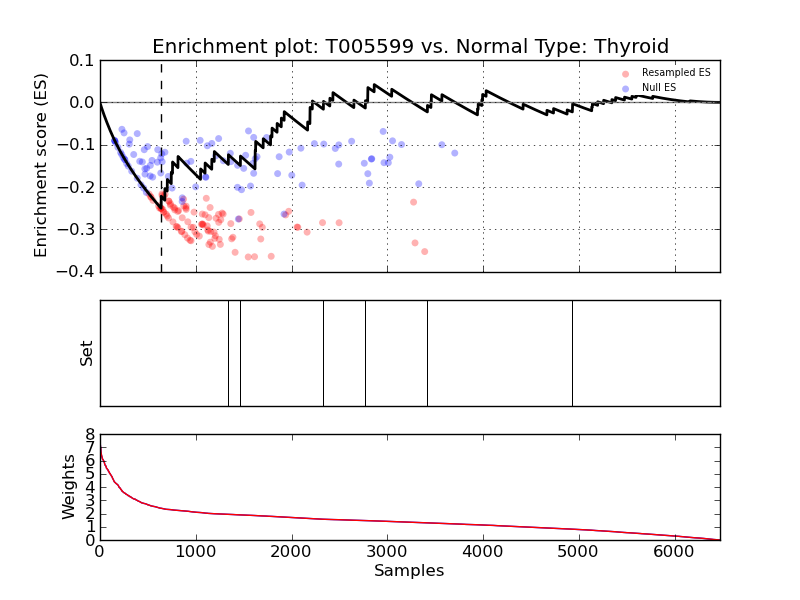 Enrichment plot: T005599 vs. Normal Type: Thyroid
Enrichment score (ES)
0.1
0.0
−0.1
−0.2
−0.3
−0.4
Resampled ES
Null ES
Set
Weights
8
7
6
5
4
3
2
1
0
0 1000 2000 3000 4000 5000 6000
Samples